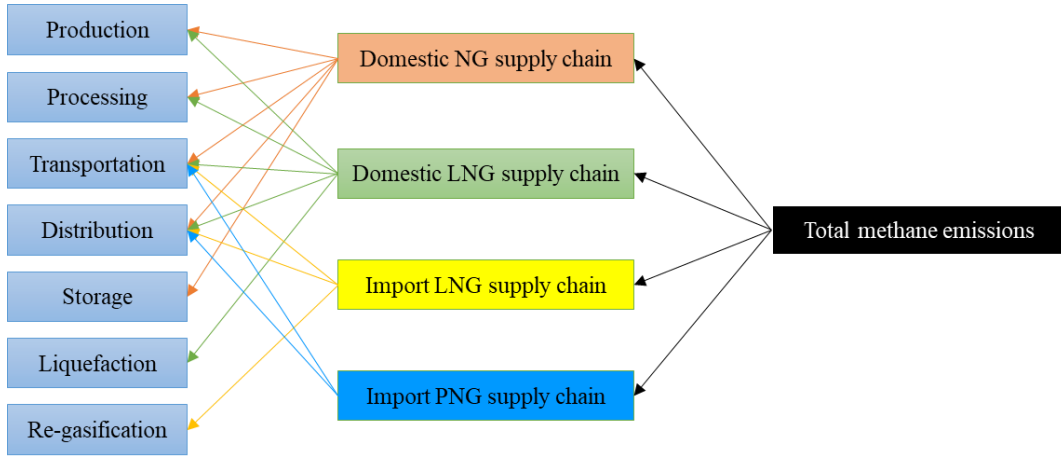 Production
Processing
Transportation
Distribution
Storage
Liquefaction
Re-gasification
Domestic NG supply chain
Domestic LNG supply chain
Import LNG supply chain
Import PNG supply chain
Total methane emissions